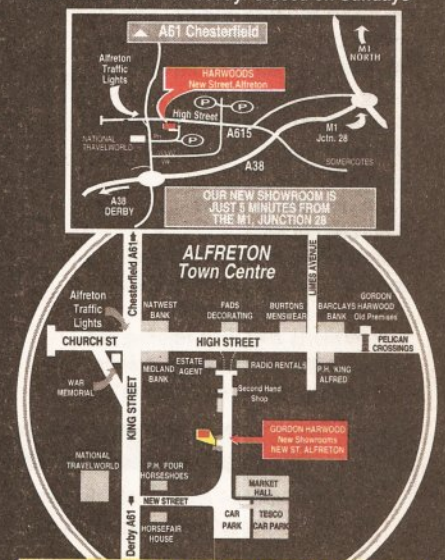 A61 Chesterfield
M1
NORTH
Alfreton
Traffic
Lights
HARWOODS
New Street, Alfreton
P
P
High Street
P
NATIONAL
TRAVELWORLD
A615
M1
Jctn. 28
A38
SOMERCOTES
A38
DERBY
OUR NEW SHOWROOM IS
JUST 5 MINUTES FROM
THE M1, JUNCTION 28
ALFRETON
Town Centre
Chesterfield A61
LIMES AVENUE
Alfreton
Traffic
Lights
NATWEST
BANK
PADS
DECORATING
BURTONS
MENSWEAR
BARCLAYS
BANK
GORDON
HARWOOD
Old Premises
CHURCH ST
HIGH STREET
PELICAN
CROSSINGS
WAR
MEMORIAL
MIDLAND
BANK
ESTATE
AGENT
RADIO RENTALS
P.H. KING
ALFRED
KING STREET
Second Hand
Shop
GORDON HARWOOD
New Showrooms
NEW ST. ALFRETON
NATIONAL
TRAVELWORLD
P.H. FOUR
HORSESHOES
MARKET
HALL
NEW STREET
CAR
PARK
TESCO
CAR PARK
HORSEFAIR
HOUSE
Derby A61